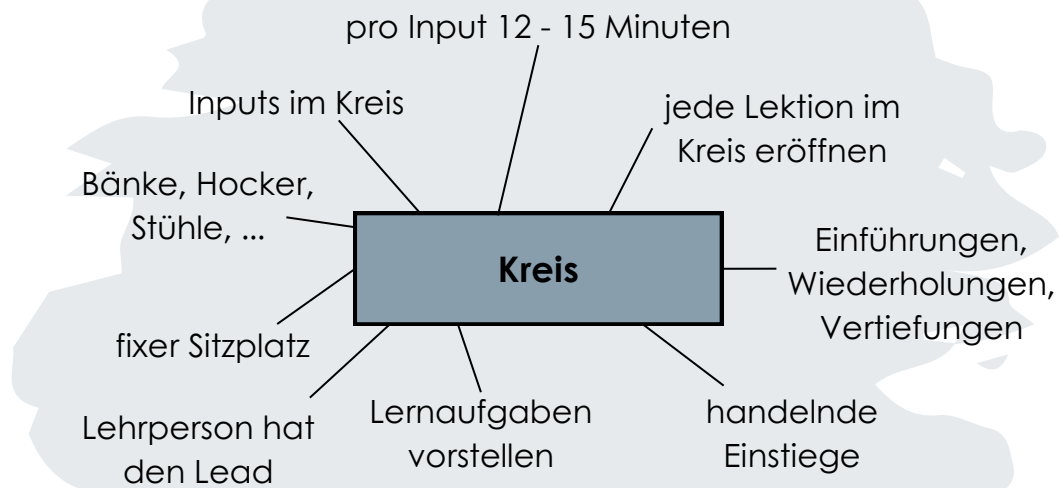 pro Input 12 - 15 Minuten
Inputs im Kreis
jede Lektion im
Kreis eröffnen
Bänke, Hocker,
Stühle, ...
Kreis
Einführungen,
Wiederholungen,
Vertiefungen
fixer Sitzplatz
Lehrperson hat
den Lead
Lernaufgaben
vorstellen
handelnde
Einstiege